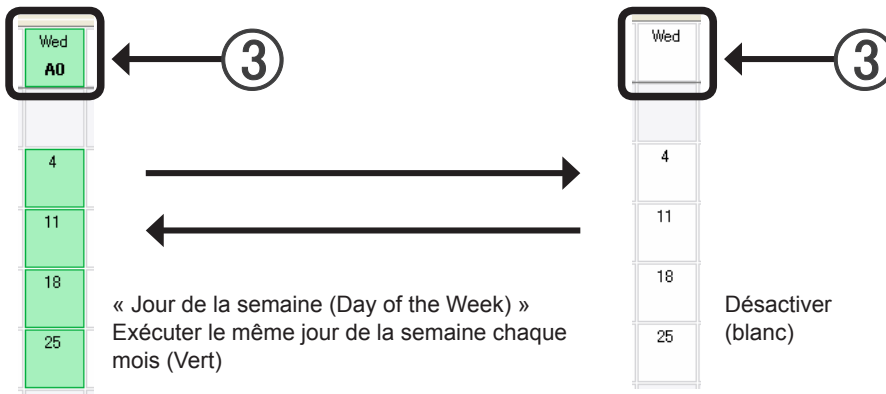 Wed
A0
3
4
11
18
25
« Jour de la semaine (Day of the Week) »
Exécuter le même jour de la semaine chaque
mois (Vert)
Wed
3
4
11
18
25
Désactiver
(blanc)